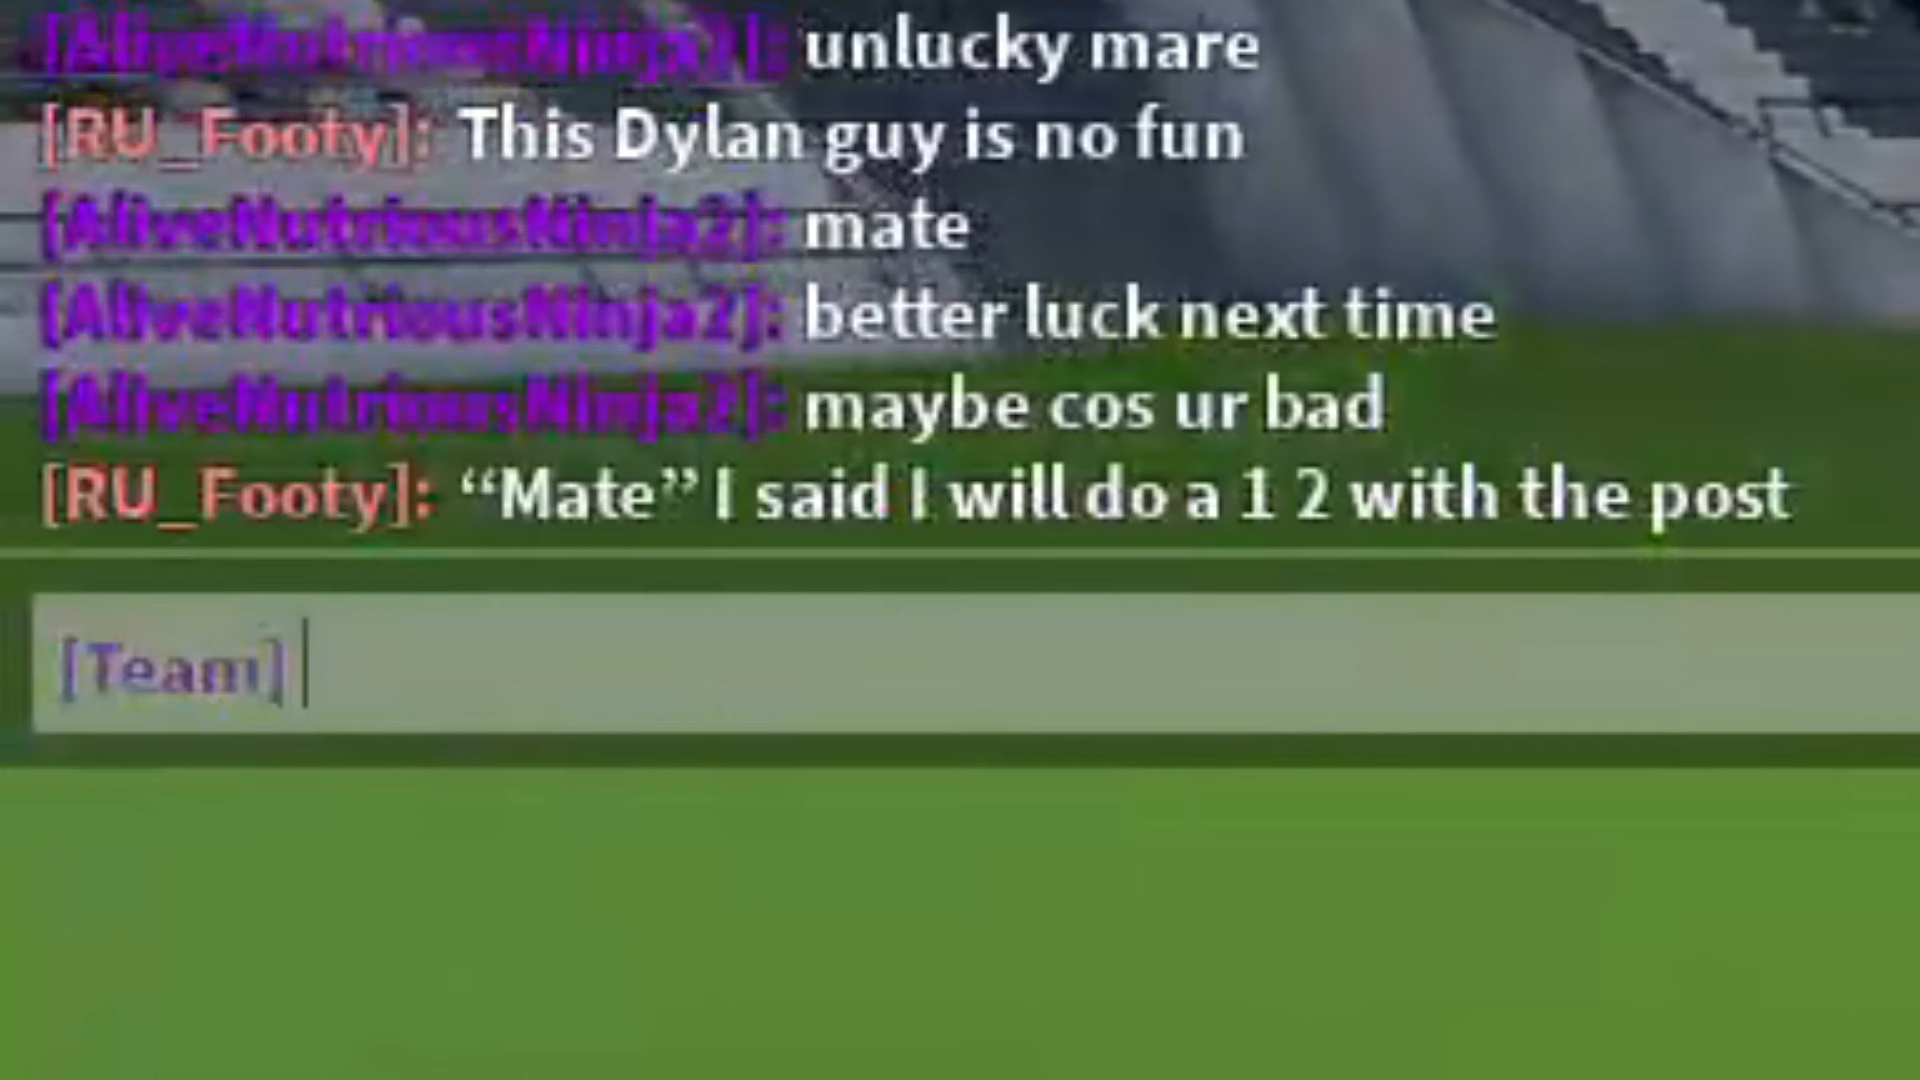 [AliveNutriousNinja2]: unlucky mare
[RU_Footy]: This Dylan guy is no fun
[AliveNutriousNinja2]: mate
[AliveNutriousNinja2]: better luck next time
[AliveNutriousNinja2]: maybe cos ur bad
[RU_Footy]: “Mate” I said I will do a 1 2 with the post
[Team]